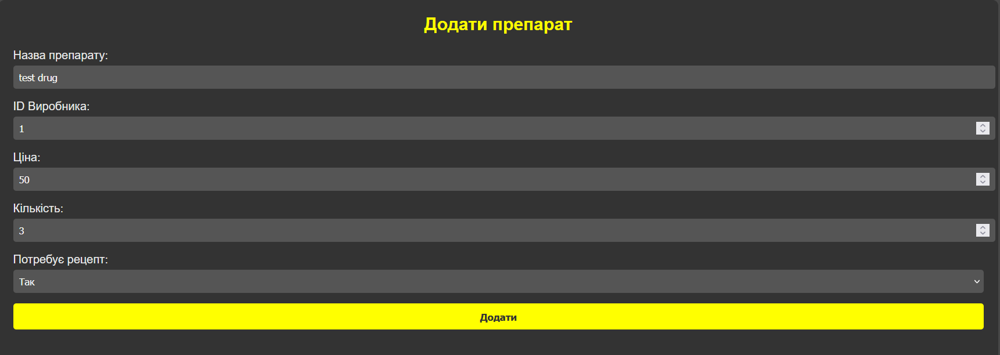 Додати препарат
Назва препарату:
test drug
ID Виробника:
1
Ціна:
50
Кількість:
3
Потребує рецепт:
Так
Додати